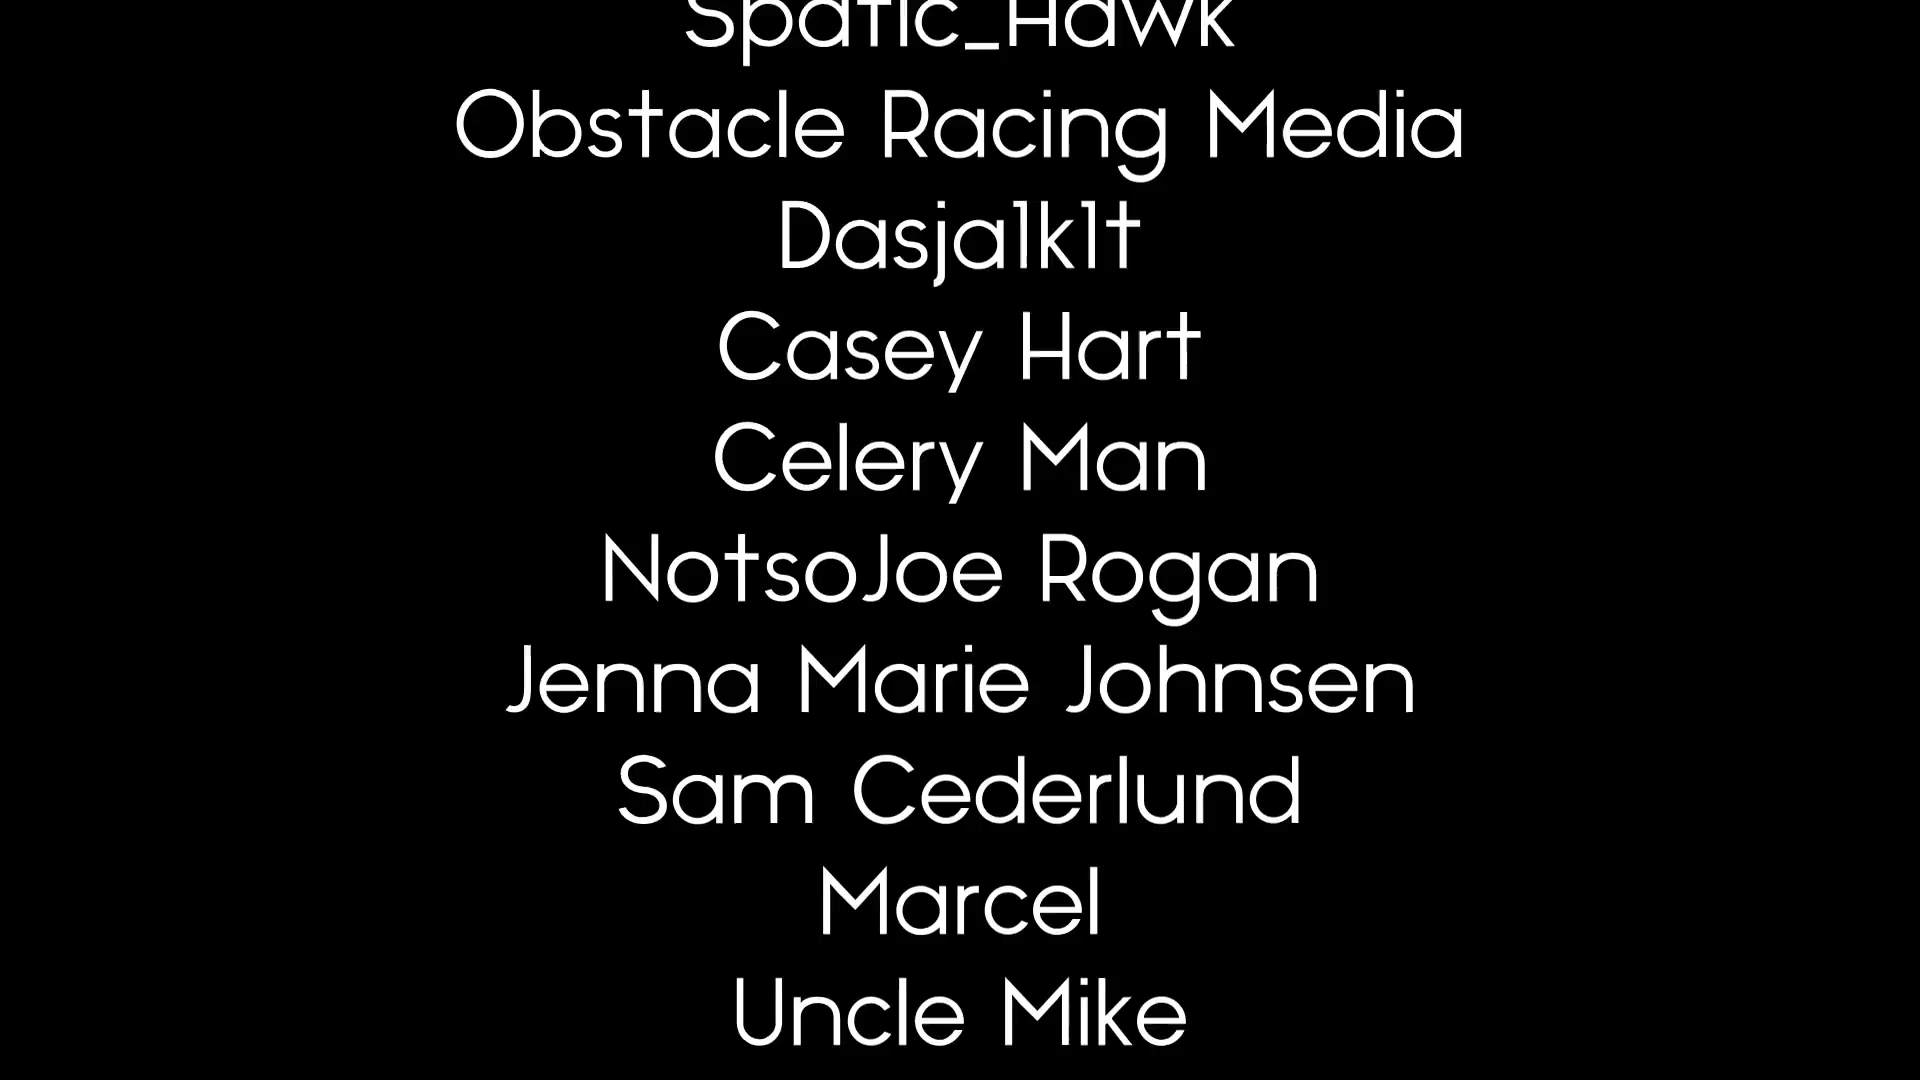 Spatic_Hawk
Obstacle Racing Media
Dasja1k1t
Casey Hart
Celery Man
NotsoJoe Rogan
Jenna Marie Johnsen
Sam Cederlund
Marcel
Uncle Mike